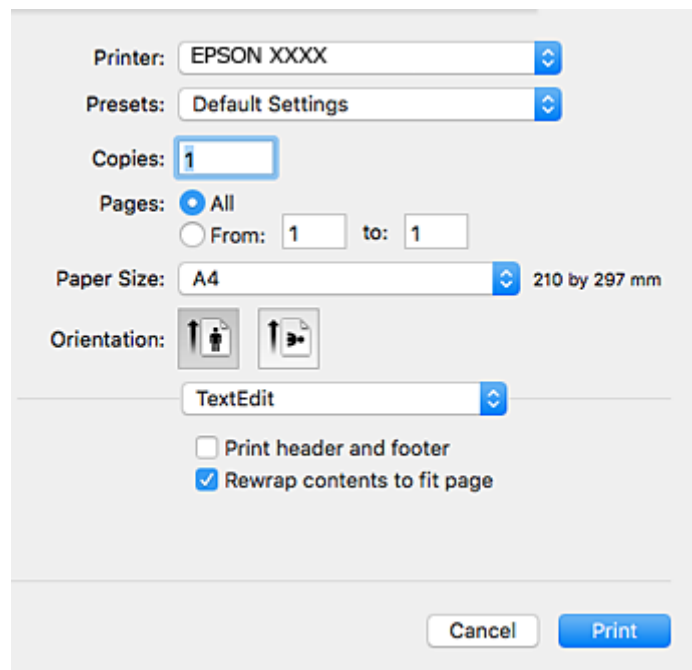 Printer: EPSON XXXX
Presets: Default Settings
Copies: 1
Pages: All
From: 1 to: 1
Paper Size: A4 210 by 297 mm
Orientation:
TextEdit
Print header and footer
Rewrap contents to fit page
Cancel Print